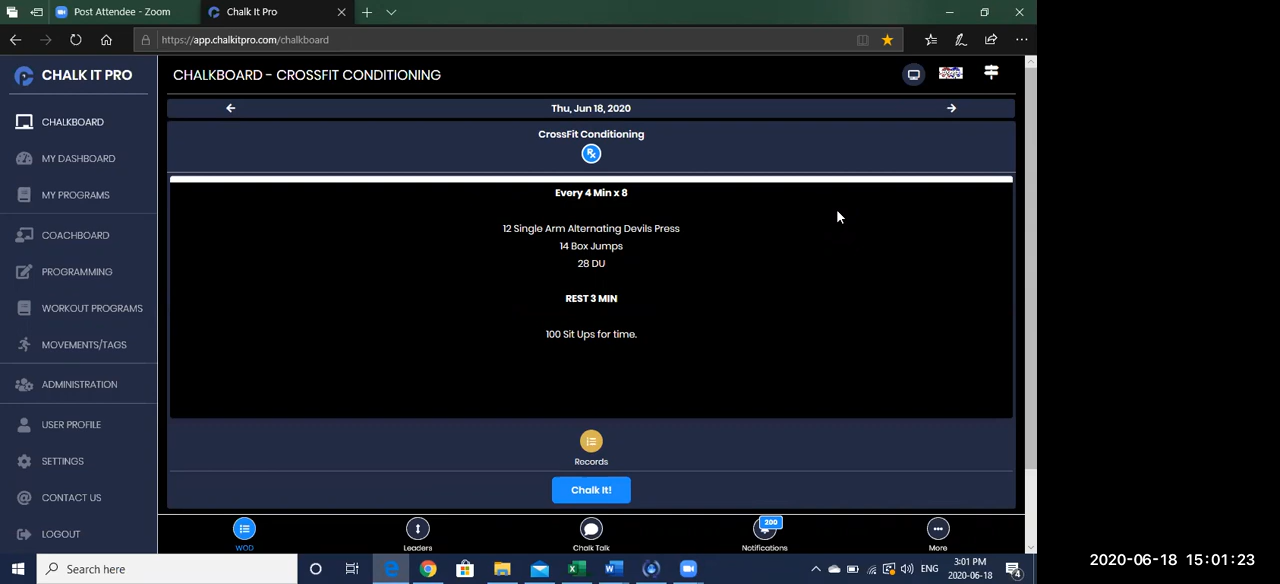 Post Attendee - Zoom
Chalk It Pro
https://app.chalkitpro.com/chalkboard
CHALK IT PRO
CHALKBOARD - CROSSFIT CONDITIONING
Thu, Jun 18, 2020
CHALKBOARD
MY DASHBOARD
MY PROGRAMS
COACHBOARD
PROGRAMMING
WORKOUT PROGRAMS
MOVEMENTS/TAGS
ADMINISTRATION
USER PROFILE
SETTINGS
CONTACT US
LOGOUT
CrossFit Conditioning
Rx
Every 4 Min x 8
12 Single Arm Alternating Devils Press
14 Box Jumps
28 DU
REST 3 MIN
100 Sit Ups for time.
Records
Chalk It!
WOD
Leaders
Chalk Talk
200
Notifications
More
Search here
ENG
3:01 PM
2020-06-18
4
2020-06-18 15:01:23